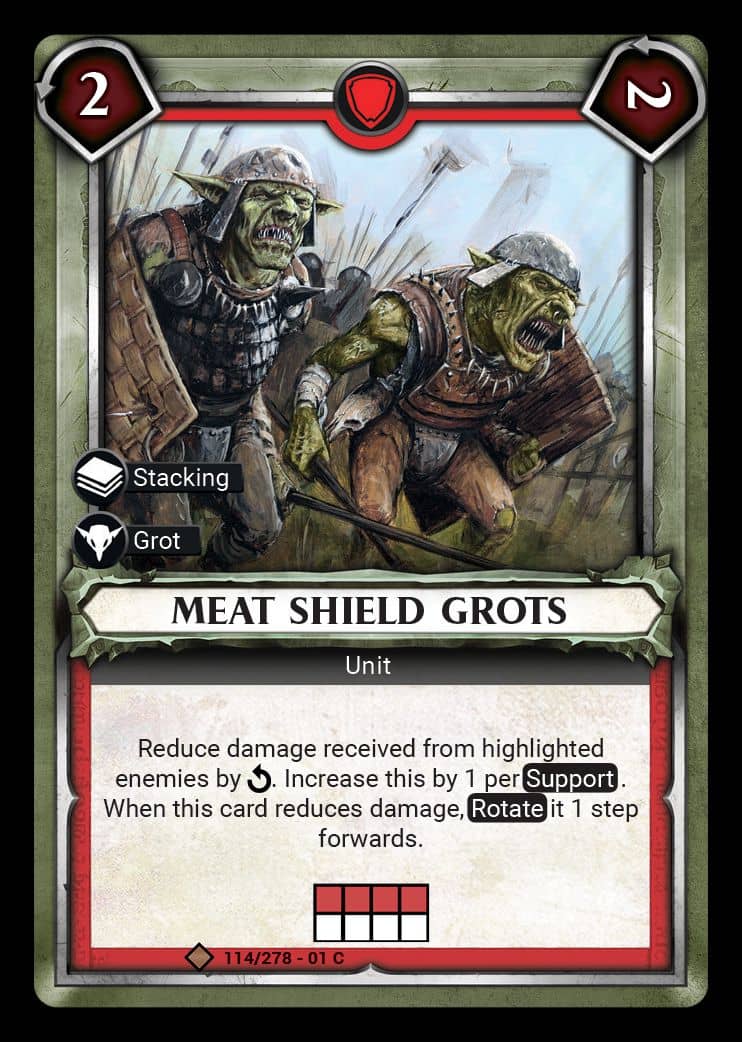 2
2
Stacking
Grot
MEAT SHIELD GROTS
Unit
Reduce damage received from highlighted
enemies by . Increase this by 1 per Support.
When this card reduces damage, Rotate it 1 step
forwards.
114/278 - 01 C